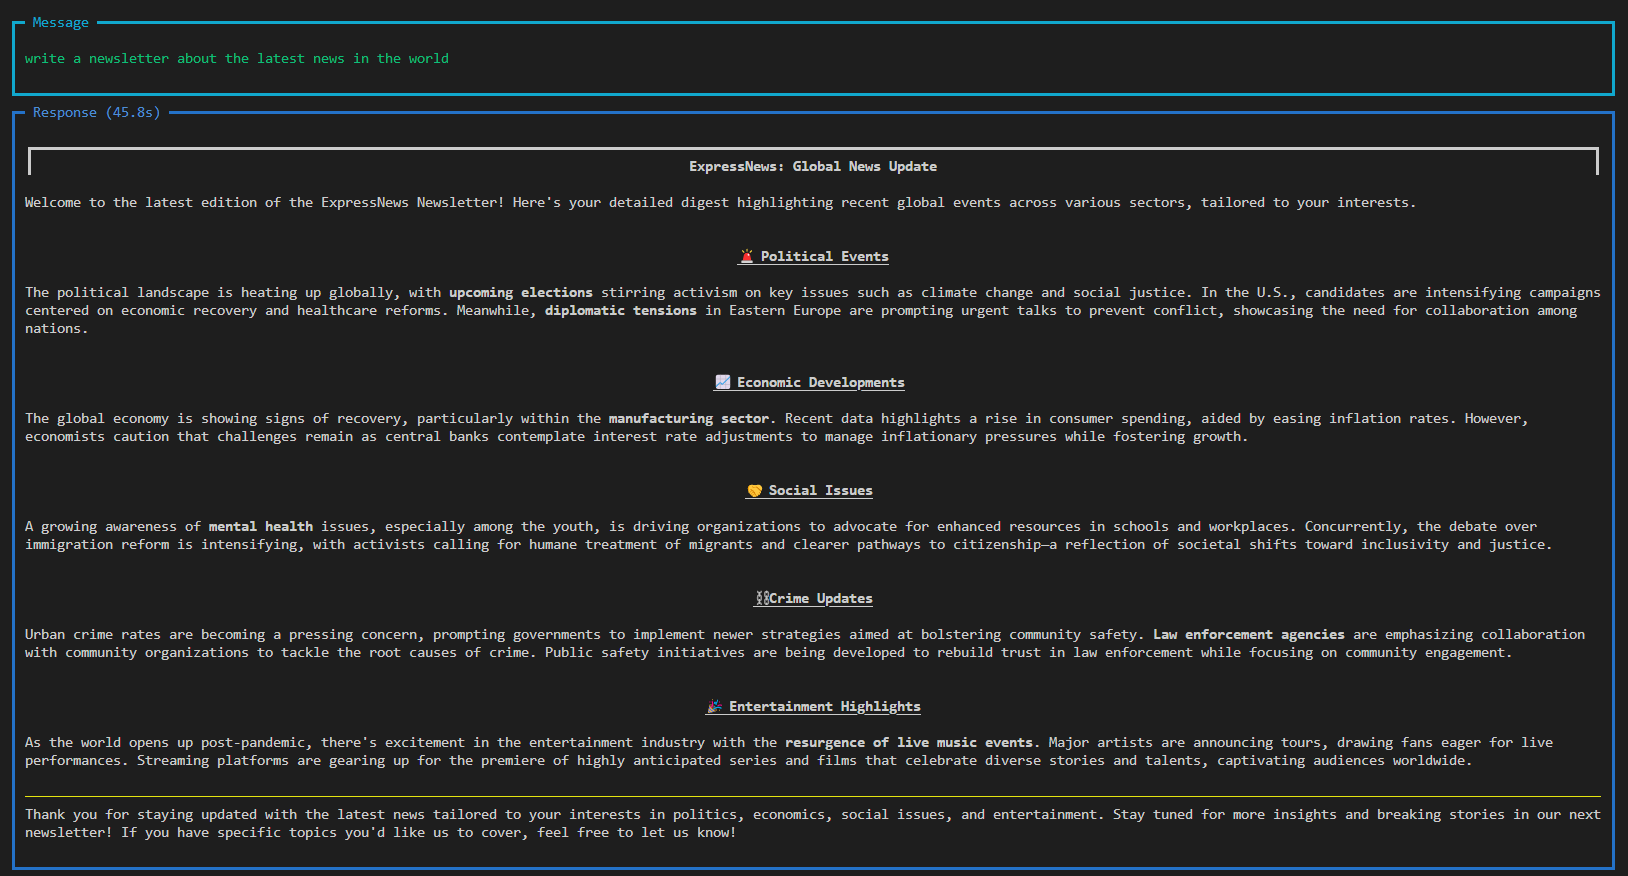 Message
write a newsletter about the latest news in the world
Response (45.8s)
ExpressNews: Global News Update
Welcome to the latest edition of the ExpressNews Newsletter! Here's your detailed digest highlighting recent global events across various sectors, tailored to your interests.
🚨 Political Events
The political landscape is heating up globally, with upcoming elections stirring activism on key issues such as climate change and social justice. In the U.S., candidates are intensifying campaigns
centered on economic recovery and healthcare reforms. Meanwhile, diplomatic tensions in Eastern Europe are prompting urgent talks to prevent conflict, showcasing the need for collaboration among
nations.
📈 Economic Developments
The global economy is showing signs of recovery, particularly within the manufacturing sector. Recent data highlights a rise in consumer spending, aided by easing inflation rates. However,
economists caution that challenges remain as central banks contemplate interest rate adjustments to manage inflationary pressures while fostering growth.
🤝 Social Issues
A growing awareness of mental health issues, especially among the youth, is driving organizations to advocate for enhanced resources in schools and workplaces. Concurrently, the debate over
immigration reform is intensifying, with activists calling for humane treatment of migrants and clearer pathways to citizenship—a reflection of societal shifts toward inclusivity and justice.
⛓Crime Updates
Urban crime rates are becoming a pressing concern, prompting governments to implement newer strategies aimed at bolstering community safety. Law enforcement agencies are emphasizing collaboration
with community organizations to tackle the root causes of crime. Public safety initiatives are being developed to rebuild trust in law enforcement while focusing on community engagement.
🎉 Entertainment Highlights
As the world opens up post-pandemic, there's excitement in the entertainment industry with the resurgence of live music events. Major artists are announcing tours, drawing fans eager for live
performances. Streaming platforms are gearing up for the premiere of highly anticipated series and films that celebrate diverse stories and talents, captivating audiences worldwide.
Thank you for staying updated with the latest news tailored to your interests in politics, economics, social issues, and entertainment. Stay tuned for more insights and breaking stories in our next
newsletter! If you have specific topics you'd like us to cover, feel free to let us know!